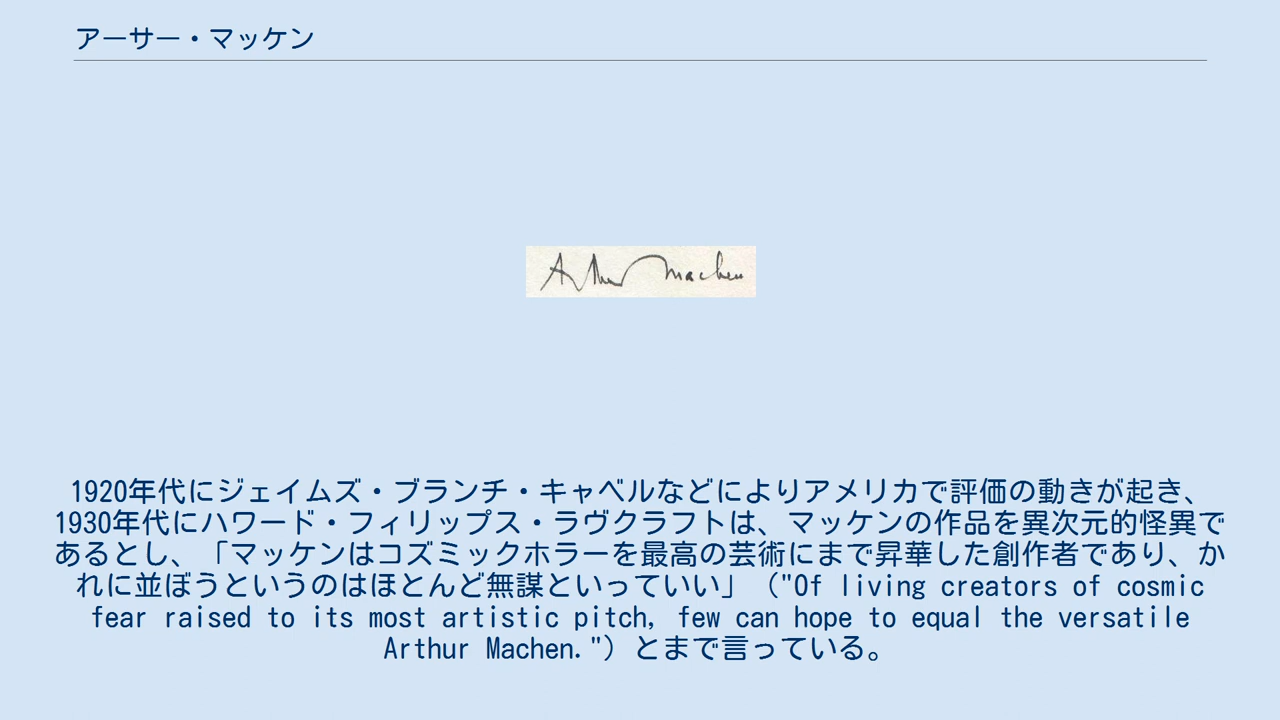 アーサー・マッケン
Arthur Machen
1920年代にジェイムズ・ブランチ・キャベルなどによりアメリカで評価の動きが起き、
1930年代にハワード・フィリップス・ラヴクラフトは、マッケンの作品を異次元的怪異で
あるとし、「マッケンはコズミックホラーを最高の芸術にまで昇華した創作者であり、か
れに並ぼうというのはほとんど無謀といっていい」（"Of living creators of cosmic
fear raised to its most artistic pitch, few can hope to equal the versatile
Arthur Machen."）とまで言っている。